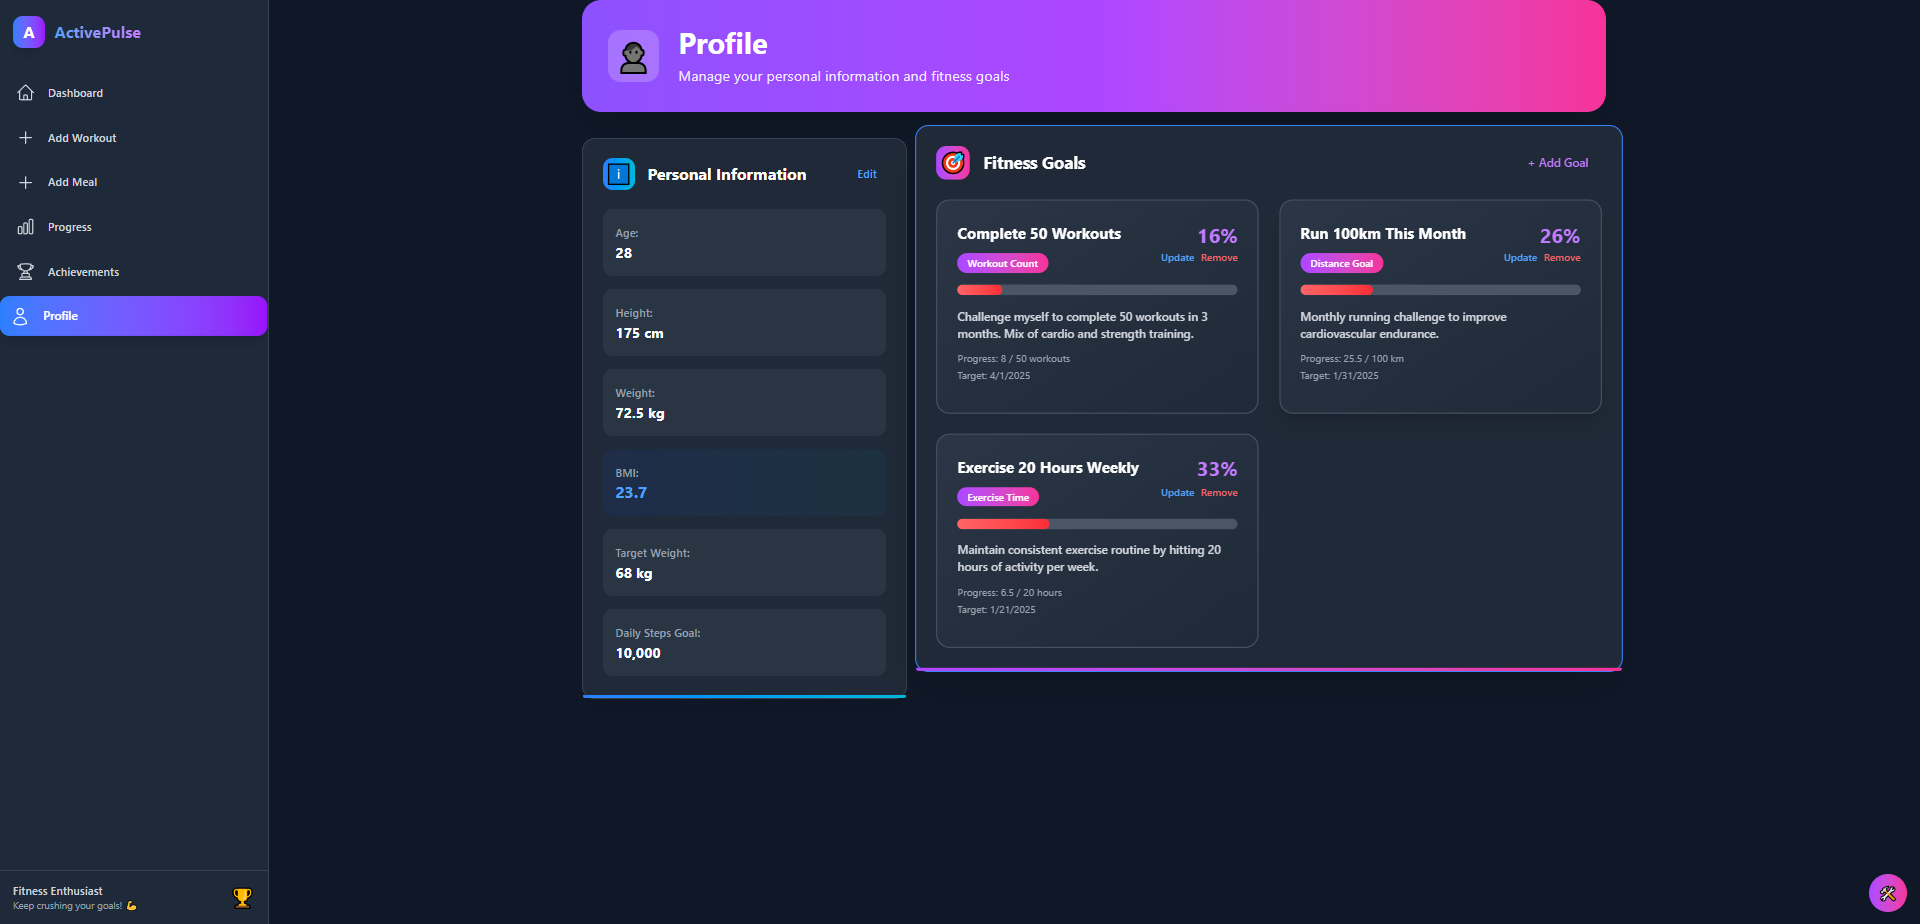 A ActivePulse
Dashboard
Add Workout
Add Meal
Progress
Achievements
Profile
Fitness Enthusiast
Keep crushing your goals! 💪
Profile
Manage your personal information and fitness goals
i Personal Information Edit
Age:
28
Height:
175 cm
Weight:
72.5 kg
BMI:
23.7
Target Weight:
68 kg
Daily Steps Goal:
10,000
Fitness Goals + Add Goal
Complete 50 Workouts 16%
Workout Count Update Remove
Challenge myself to complete 50 workouts in 3
months. Mix of cardio and strength training.
Progress: 8 / 50 workouts
Target: 4/1/2025
Run 100km This Month 26%
Distance Goal Update Remove
Monthly running challenge to improve
cardiovascular endurance.
Progress: 25.5 / 100 km
Target: 1/31/2025
Exercise 20 Hours Weekly 33%
Exercise Time Update Remove
Maintain consistent exercise routine by hitting 20
hours of activity per week.
Progress: 6.5 / 20 hours
Target: 1/21/2025